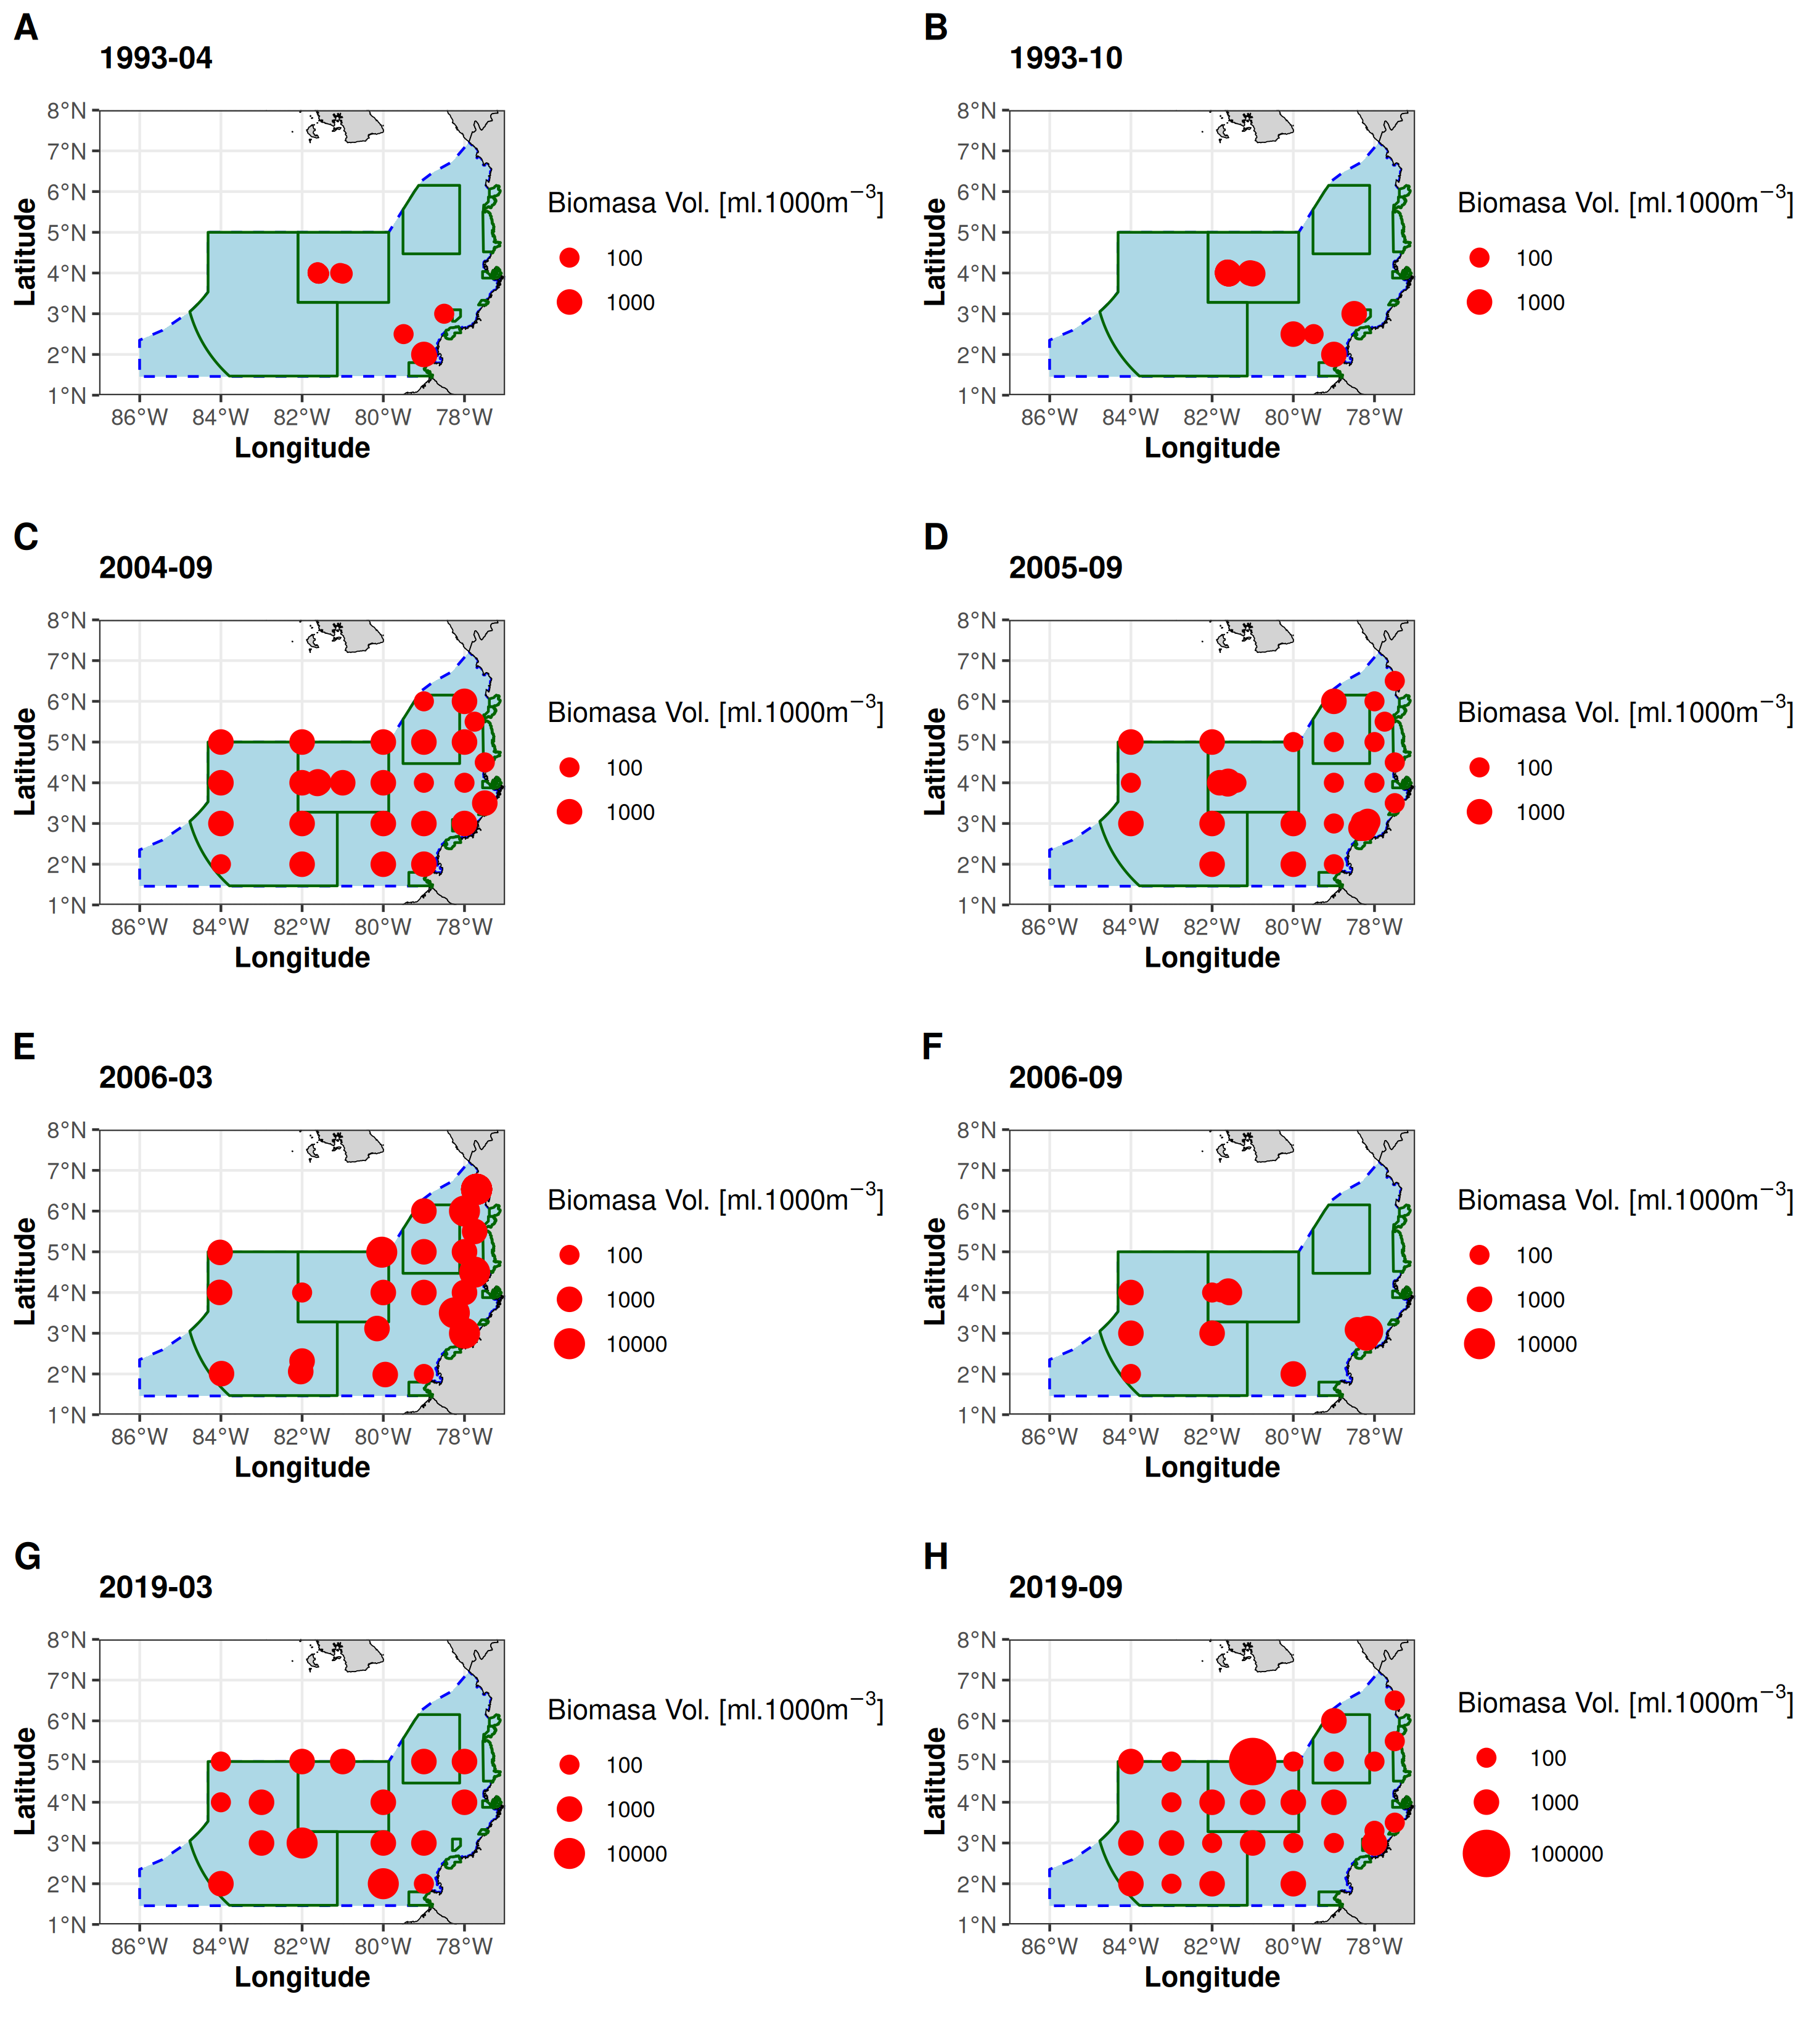 A
1993-04
8°N
7°N
6°N
5°N
4°N
3°N
2°N
1°N
86°W 84°W 82°W 80°W 78°W
Longitude
Latitude
Biomasa Vol. [ml.1000m⁻³]
100
1000
B
1993-10
8°N
7°N
6°N
5°N
4°N
3°N
2°N
1°N
86°W 84°W 82°W 80°W 78°W
Longitude
Latitude
Biomasa Vol. [ml.1000m⁻³]
100
1000
C
2004-09
8°N
7°N
6°N
5°N
4°N
3°N
2°N
1°N
86°W 84°W 82°W 80°W 78°W
Longitude
Latitude
Biomasa Vol. [ml.1000m⁻³]
100
1000
D
2005-09
8°N
7°N
6°N
5°N
4°N
3°N
2°N
1°N
86°W 84°W 82°W 80°W 78°W
Longitude
Latitude
Biomasa Vol. [ml.1000m⁻³]
100
1000
E
2006-03
8°N
7°N
6°N
5°N
4°N
3°N
2°N
1°N
86°W 84°W 82°W 80°W 78°W
Longitude
Latitude
Biomasa Vol. [ml.1000m⁻³]
100
1000
10000
F
2006-09
8°N
7°N
6°N
5°N
4°N
3°N
2°N
1°N
86°W 84°W 82°W 80°W 78°W
Longitude
Latitude
Biomasa Vol. [ml.1000m⁻³]
100
1000
10000
G
2019-03
8°N
7°N
6°N
5°N
4°N
3°N
2°N
1°N
86°W 84°W 82°W 80°W 78°W
Longitude
Latitude
Biomasa Vol. [ml.1000m⁻³]
100
1000
10000
H
2019-09
8°N
7°N
6°N
5°N
4°N
3°N
2°N
1°N
86°W 84°W 82°W 80°W 78°W
Longitude
Latitude
Biomasa Vol. [ml.1000m⁻³]
100
1000
100000